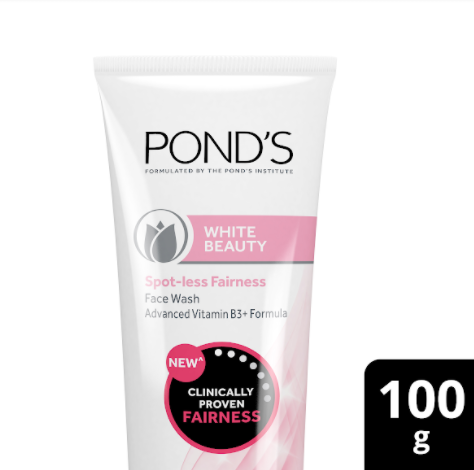 POND'S
FORMULATED BY THE POND'S INSTITUTE
WHITE
BEAUTY
Spot-less Fairness
Face Wash
Advanced Vitamin B3+ Formula
NEW^
CLINICALLY
PROVEN
FAIRNESS
100
g